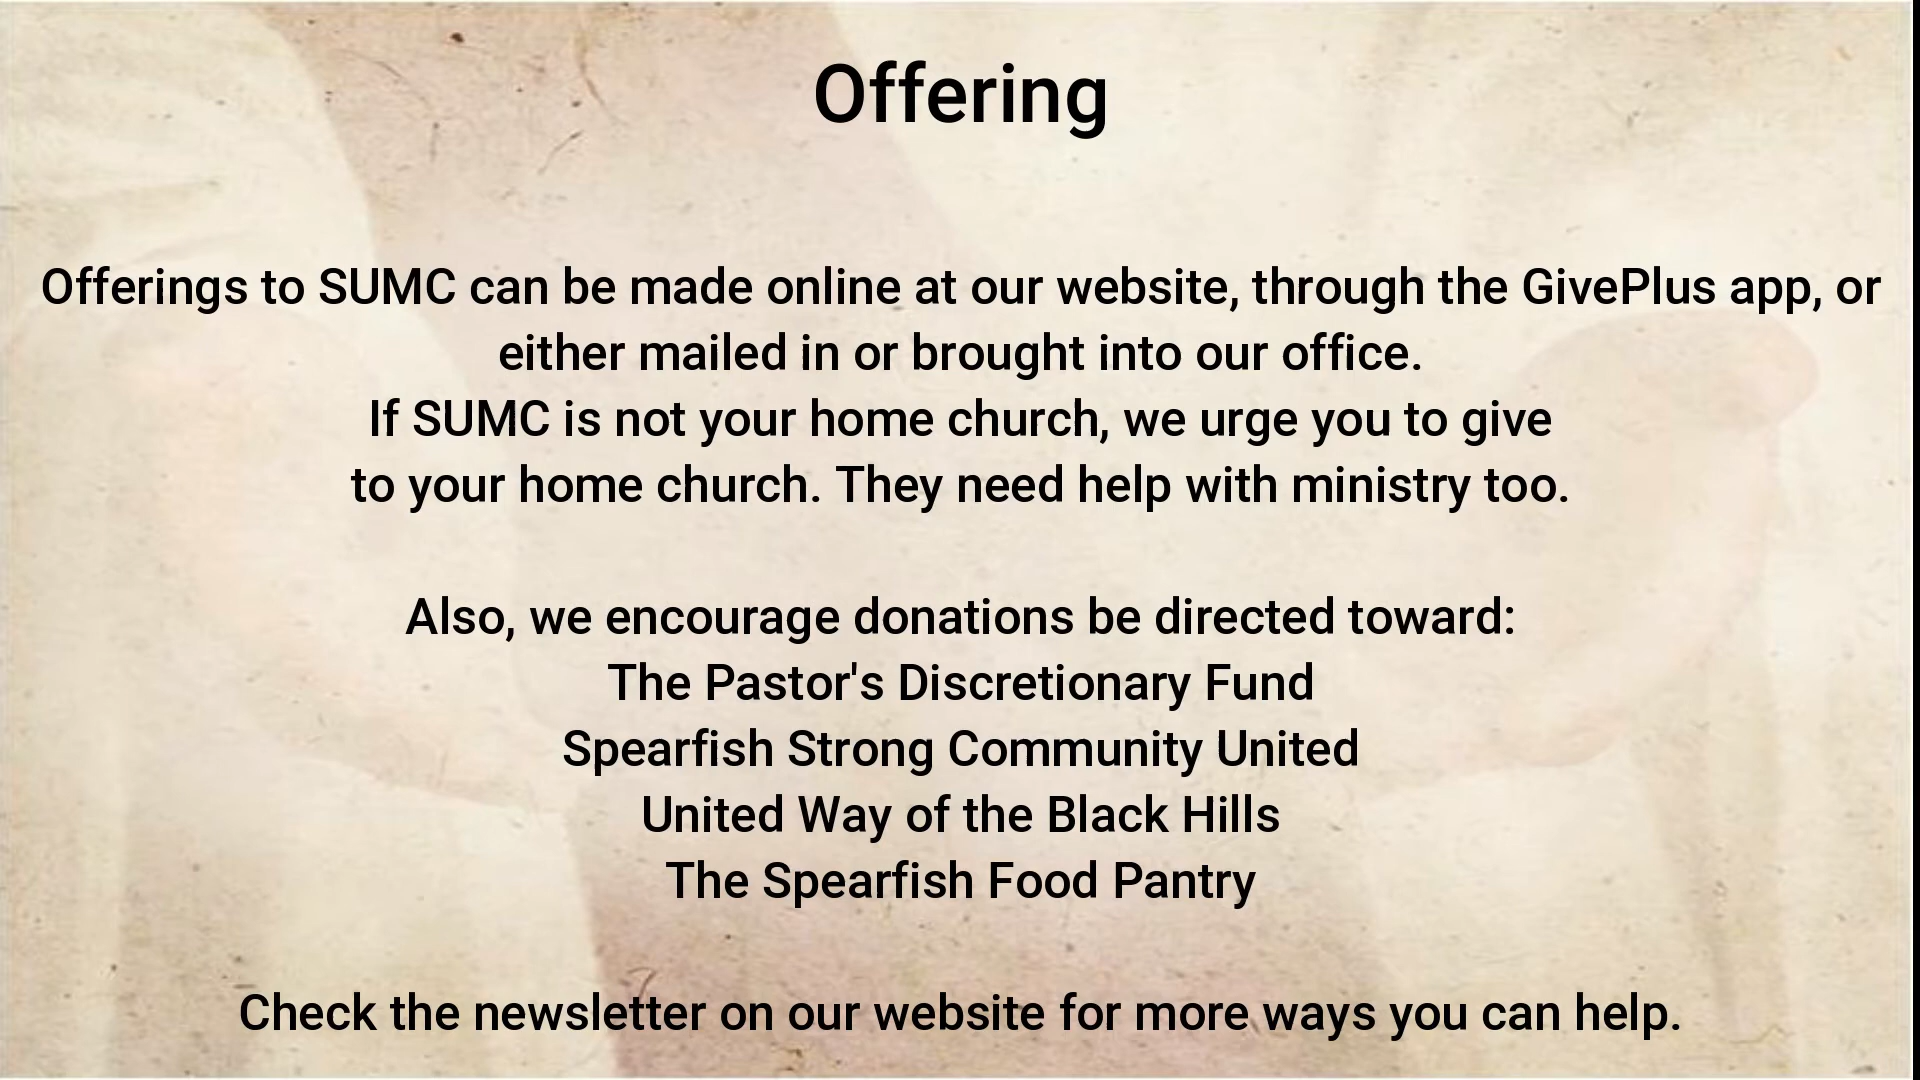 Offering
Offerings to SUMC can be made online at our website, through the GivePlus app, or
either mailed in or brought into our office.
If SUMC is not your home church, we urge you to give
to your home church. They need help with ministry too.
Also, we encourage donations be directed toward:
The Pastor's Discretionary Fund
Spearfish Strong Community United
United Way of the Black Hills
The Spearfish Food Pantry
Check the newsletter on our website for more ways you can help.